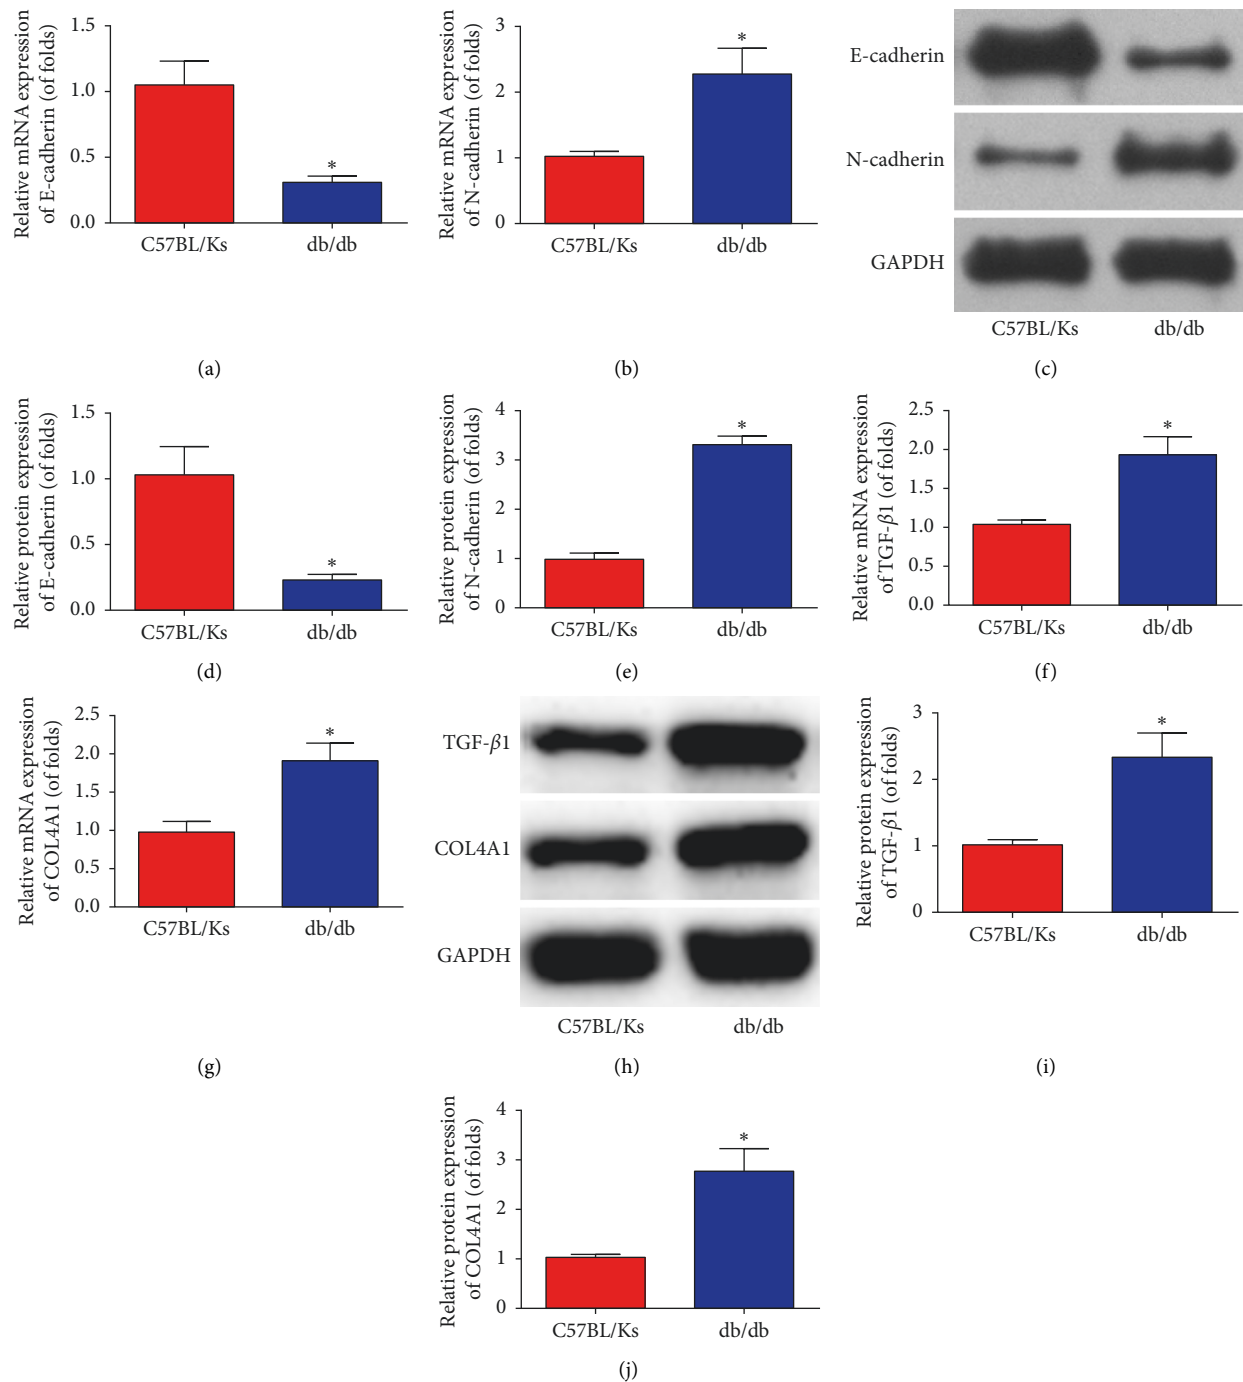 Relative mRNA expression
of E-cadherin (of folds)
1.5
1.0
0.5
0.0
*
C57BL/Ks db/db
(a)
Relative mRNA expression
of N-cadherin (of folds)
3
2
1
0
*
C57BL/Ks db/db
(b)
E-cadherin
N-cadherin
GAPDH
C57BL/Ks db/db
(c)
Relative protein expression
of E-cadherin (of folds)
1.5
1.0
0.5
0.0
*
C57BL/Ks db/db
(d)
Relative protein expression
of N-cadherin (of folds)
4
3
2
1
0
*
C57BL/Ks db/db
(e)
Relative mRNA expression
of TGF-β1 (of folds)
2.5
2.0
1.5
1.0
0.5
0.0
*
C57BL/Ks db/db
(f)
Relative mRNA expression
of COL4A1 (of folds)
2.5
2.0
1.5
1.0
0.5
0.0
*
C57BL/Ks db/db
(g)
TGF-β1
COL4A1
GAPDH
C57BL/Ks db/db
(h)
Relative protein expression
of TGF-β1 (of folds)
3
2
1
0
*
C57BL/Ks db/db
(i)
Relative protein expression
of COL4A1 (of folds)
4
3
2
1
0
*
C57BL/Ks db/db
(j)